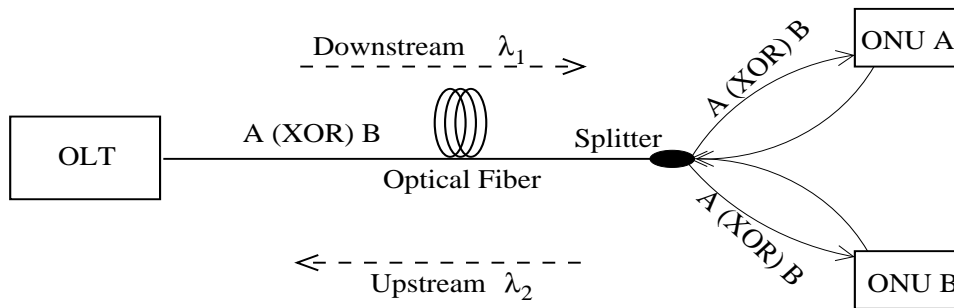 Downstream λ1
ONU A
A (XOR) B
A (XOR) B
Splitter
OLT
Optical Fiber
A (XOR) B
Upstream λ2
ONU B